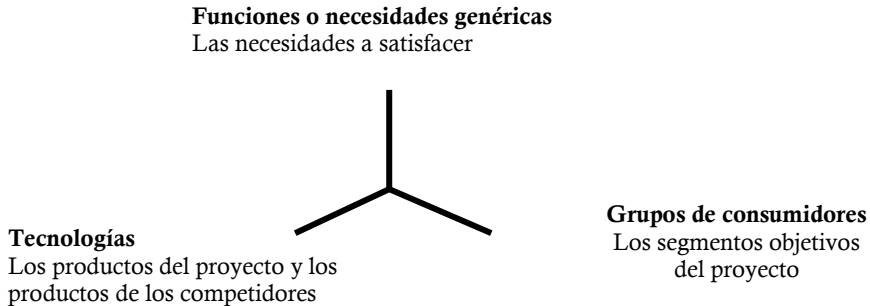 Funciones o necesidades genéricas
Las necesidades a satisfacer
Tecnologías
Los productos del proyecto y los
productos de los competidores
Grupos de consumidores
Los segmentos objetivos
del proyecto